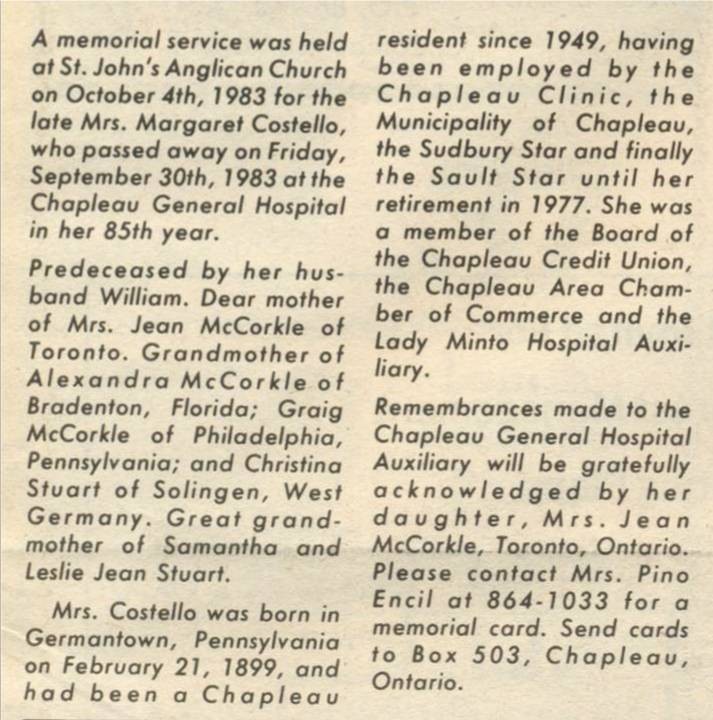 A memorial service was held
at St. John's Anglican Church
on October 4th, 1983 for the
late Mrs. Margaret Costello,
who passed away on Friday,
September 30th, 1983 at the
Chapleau General Hospital
in her 85th year.
Predeceased by her hus-
band William. Dear mother
of Mrs. Jean McCorkle of
Toronto. Grandmother of
Alexandra McCorkle of
Bradenton, Florida; Graig
McCorkle of Philadelphia,
Pennsylvania; and Christina
Stuart of Solingen, West
Germany. Great grand-
mother of Samantha and
Leslie Jean Stuart.
Mrs. Costello was born in
Germantown, Pennsylvania
on February 21, 1899, and
had been a Chapleau
resident since 1949, having
been employed by the
Chapleau Clinic, the
Municipality of Chapleau,
the Sudbury Star and finally
the Sault Star until her
retirement in 1977. She was
a member of the Board of
the Chapleau Credit Union,
the Chapleau Area Cham-
ber of Commerce and the
Lady Minto Hospital Auxi-
liary.
Remembrances made to the
Chapleau General Hospital
Auxiliary will be gratefully
acknowledged by her
daughter, Mrs. Jean
McCorkle, Toronto, Ontario.
Please contact Mrs. Pino
Encil at 864-1033 for a
memorial card. Send cards
to Box 503, Chapleau,
Ontario.